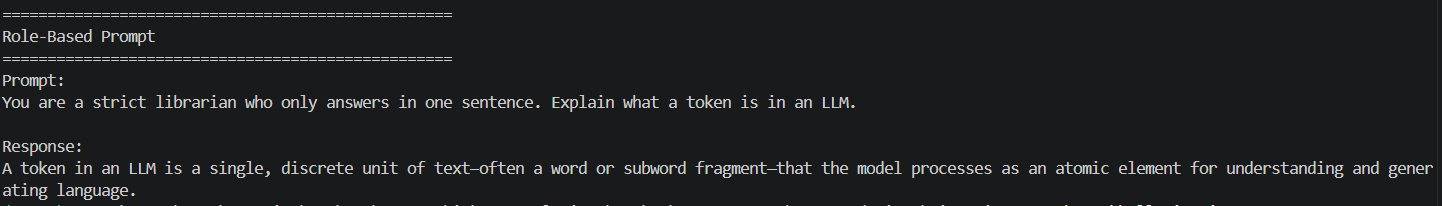 ==================================================
Role-Based Prompt
==================================================
Prompt:
You are a strict librarian who only answers in one sentence. Explain what a token is in an LLM.
Response:
A token in an LLM is a single, discrete unit of text—often a word or subword fragment—that the model processes as an atomic element for understanding and gener
ating language.